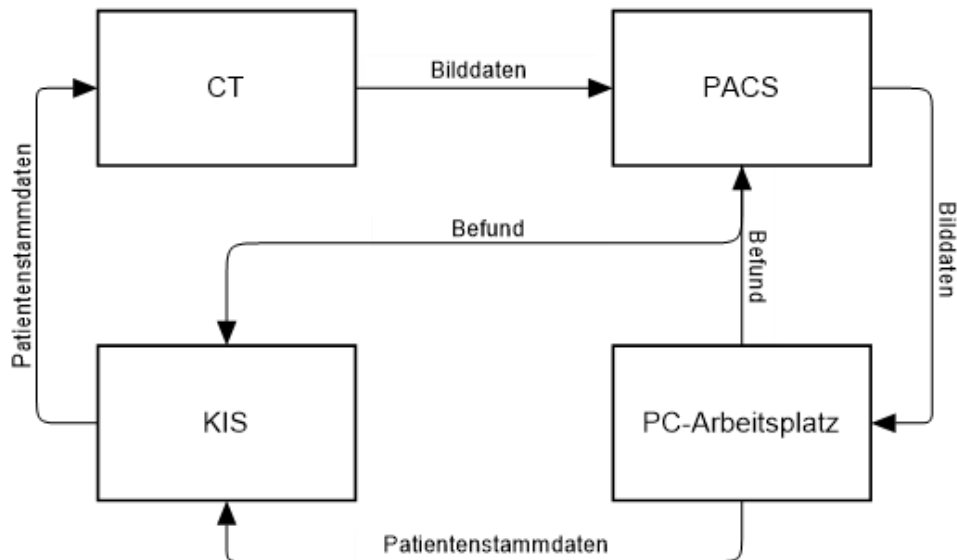 CT
Bilddaten
PACS
Patientenstammdaten
Befund
Befund
Bilddaten
KIS
PC-Arbeitsplatz
Patientenstammdaten